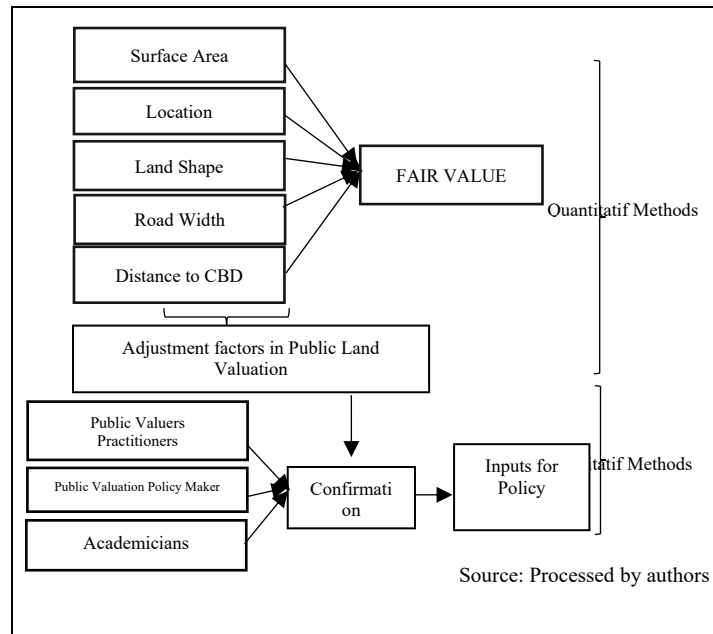 Surface Area
Location
Land Shape
Road Width
Distance to CBD
FAIR VALUE
Quantitatif Methods
Adjustment factors in Public Land
Valuation
Public Valuers
Practitioners
Public Valuation Policy Maker
Academicians
Confirmati
on
Inputs for
Policy
Methods
Source: Processed by authors